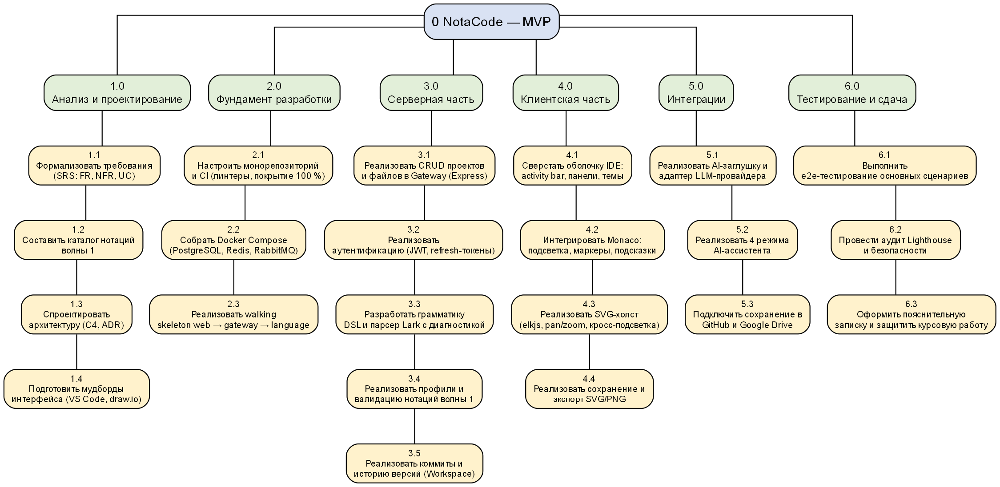 0 NotaCode — MVP
1.0
Анализ и проектирование
2.0
Фундамент разработки
3.0
Серверная часть
4.0
Клиентская часть
5.0
Интеграции
6.0
Тестирование и сдача
1.1
Формализовать требования
(SRS: FR, NFR, UC)
2.1
Настроить монорепозиторий
и CI (линтеры, покрытие 100 %)
3.1
Реализовать CRUD проектов
и файлов в Gateway (Express)
4.1
Сверстать оболочку IDE:
activity bar, панели, темы
5.1
Реализовать AI-заглушку и
адаптер LLM-провайдера
6.1
Выполнить
e2e-тестирование основных сценариев
1.2
Составить каталог нотаций
волны 1
2.2
Собрать Docker Compose
(PostgreSQL, Redis, RabbitMQ)
3.2
Реализовать
аутентификацию (JWT, refresh-токены)
4.2
Интегрировать Monaco:
подсветка, маркеры, подсказки
5.2
Реализовать 4 режима
AI-ассистента
6.2
Провести аудит Lighthouse
и безопасности
1.3
Спроектировать
архитектуру (C4, ADR)
2.3
Реализовать walking
skeleton web → gateway → language
3.3
Разработать грамматику
DSL и парсер Lark с диагностикой
4.3
Реализовать SVG-холст
(elkjs, pan/zoom, кросс-подсветка)
5.3
Подключить сохранение в
GitHub и Google Drive
6.3
Оформить пояснительную
записку и защитить курсовую работу
1.4
Подготовить мудборды
интерфейса (VS Code, draw.io)
3.4
Реализовать профили и
валидацию нотаций волны 1
4.4
Реализовать сохранение и
экспорт SVG/PNG
3.5
Реализовать коммиты и
историю версий (Workspace)